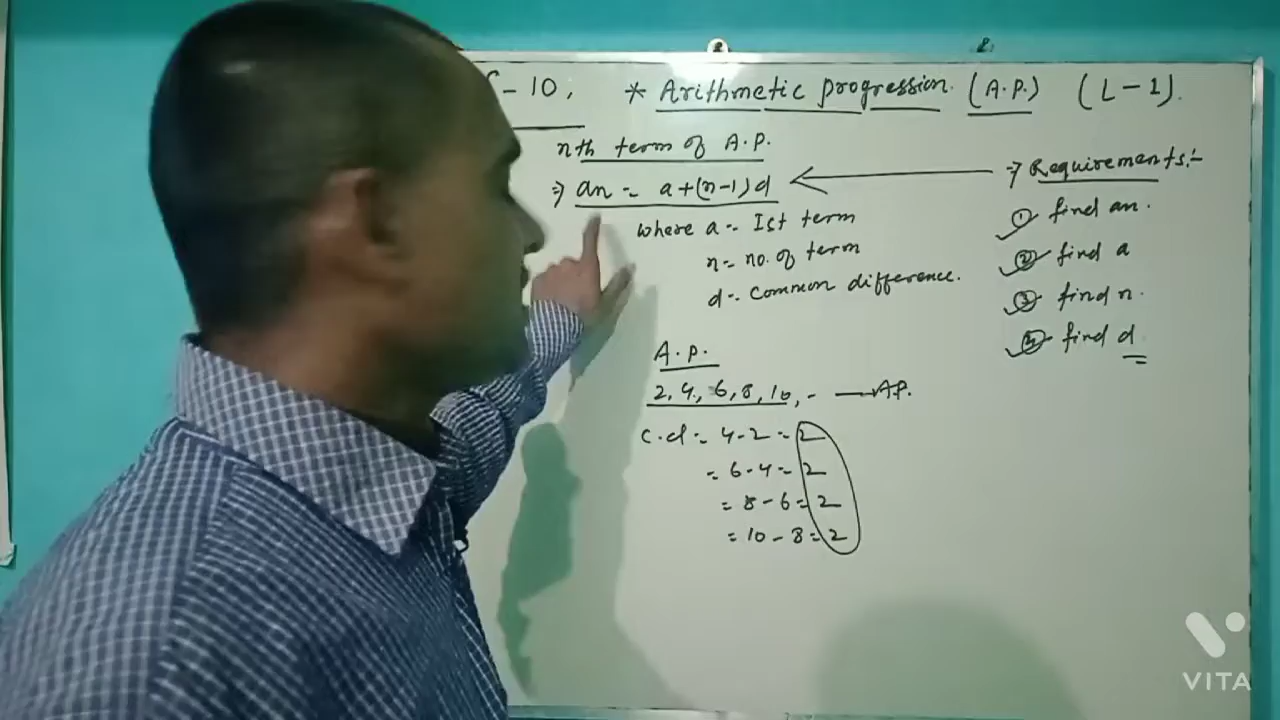 - 10, * Arithmetic progression. (A.P.) (L-1).
nth term of A.P.
⇒ an = a+(n-1)d
where a = Ist term
n = no. of term
d = Common difference.
⇒ Requirements:-
① find an.
② find a
③ find n.
④ find d
A.P.
2, 4, 6, 8, 10, - → AP.
c.d = 4-2 = 2
= 6-4 = 2
= 8-6 = 2
= 10-8 = 2
VITA